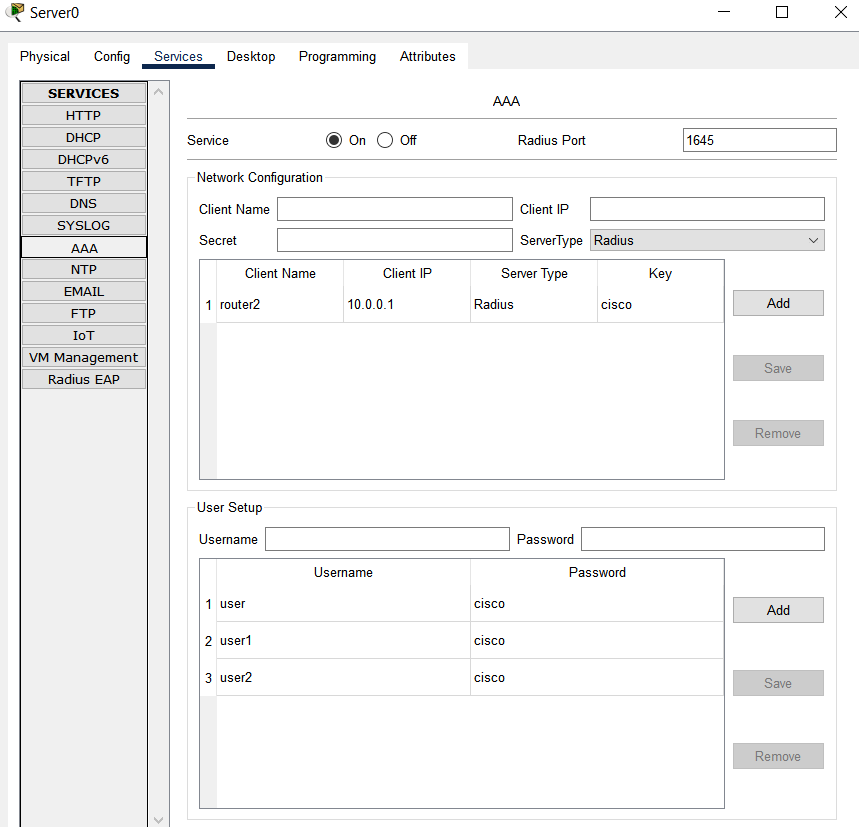 Server0
Physical Config Services Desktop Programming Attributes
SERVICES
HTTP
DHCP
DHCPv6
TFTP
DNS
SYSLOG
AAA
NTP
EMAIL
FTP
IoT
VM Management
Radius EAP
AAA
Service On Off Radius Port 1645
Network Configuration
Client Name Client IP
Secret ServerType Radius
Client Name Client IP Server Type Key
1 router2 10.0.0.1 Radius cisco
Add
Save
Remove
User Setup
Username Password
Username Password
1 user cisco
2 user1 cisco
3 user2 cisco
Add
Save
Remove